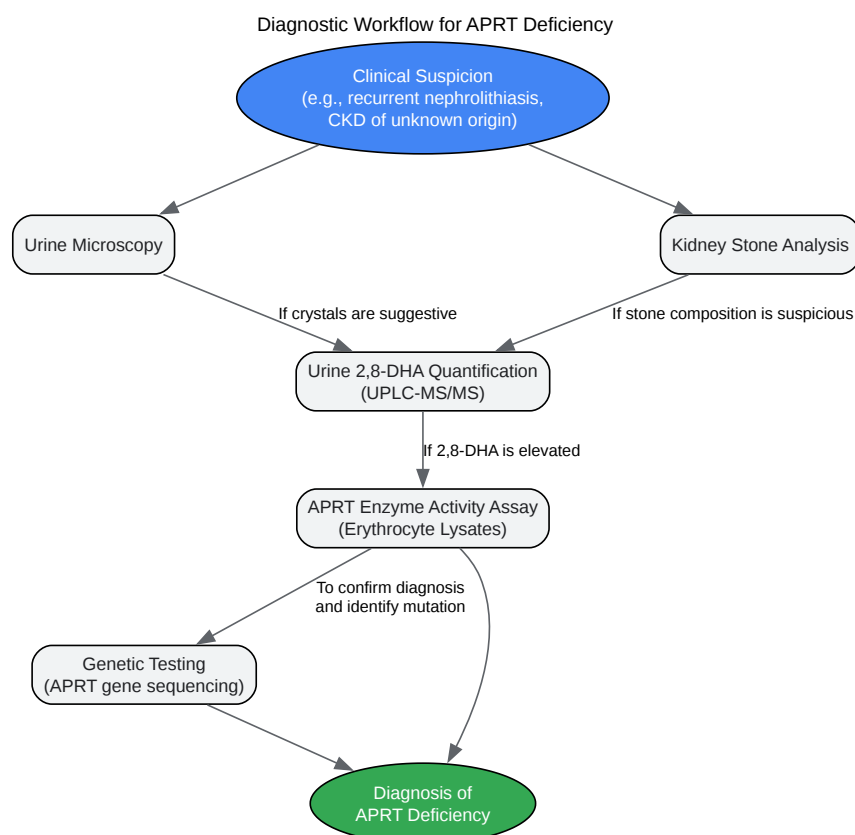 Diagnostic Workflow for APRT Deficiency
Clinical Suspicion
(e.g., recurrent nephrolithiasis,
CKD of unknown origin)
Urine Microscopy
Kidney Stone Analysis
If crystals are suggestive
If stone composition is suspicious
Urine 2,8-DHA Quantification
(UPLC-MS/MS)
If 2,8-DHA is elevated
APRT Enzyme Activity Assay
(Erythrocyte Lysates)
To confirm diagnosis
and identify mutation
Genetic Testing
(APRT gene sequencing)
Diagnosis of
APRT Deficiency